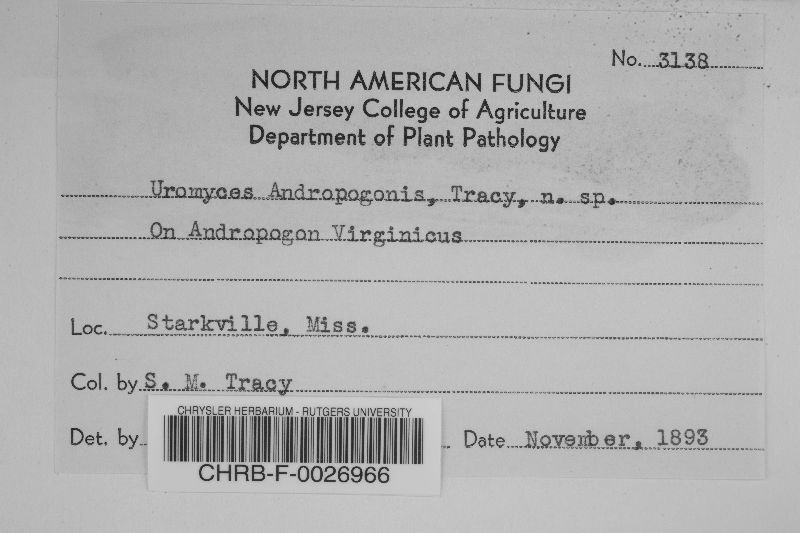 No. 3138
NORTH AMERICAN FUNGI
New Jersey College of Agriculture
Department of Plant Pathology
Uromyces Andropogonis, Tracy, n. sp.
On Andropogon Virginicus
Loc. Starkville, Miss.
Col. by S. M. Tracy
Det. by Date November, 1893
CHRYSLER HERBARIUM - RUTGERS UNIVERSITY
CHRB-F-0026966